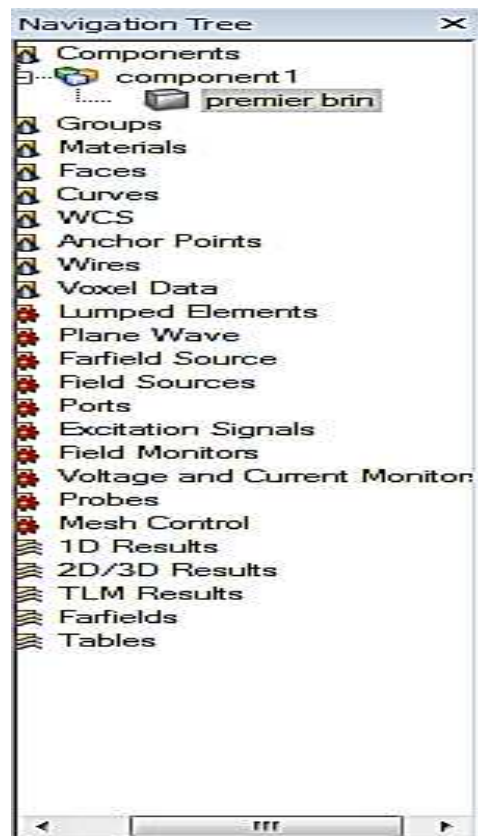 Navigation Tree
Components
component1
premier brin
Groups
Materials
Faces
Curves
WCS
Anchor Points
Wires
Voxel Data
Lumped Elements
Plane Wave
Farfield Source
Field Sources
Ports
Excitation Signals
Field Monitors
Voltage and Current Monitors
Probes
Mesh Control
1D Results
2D/3D Results
TLM Results
Farfields
Tables